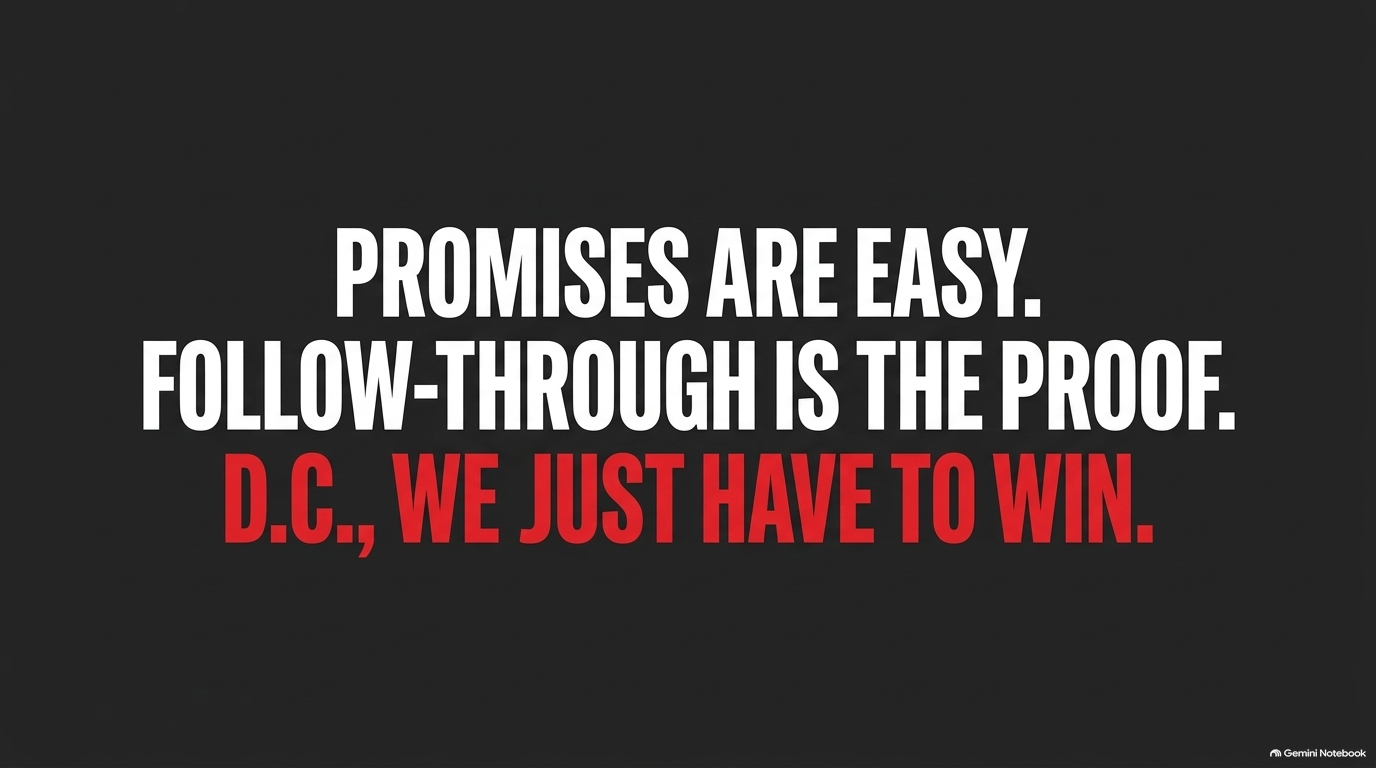 PROMISES ARE EASY.
FOLLOW-THROUGH IS THE PROOF.
D.C., WE JUST HAVE TO WIN.
Gemini Notebook